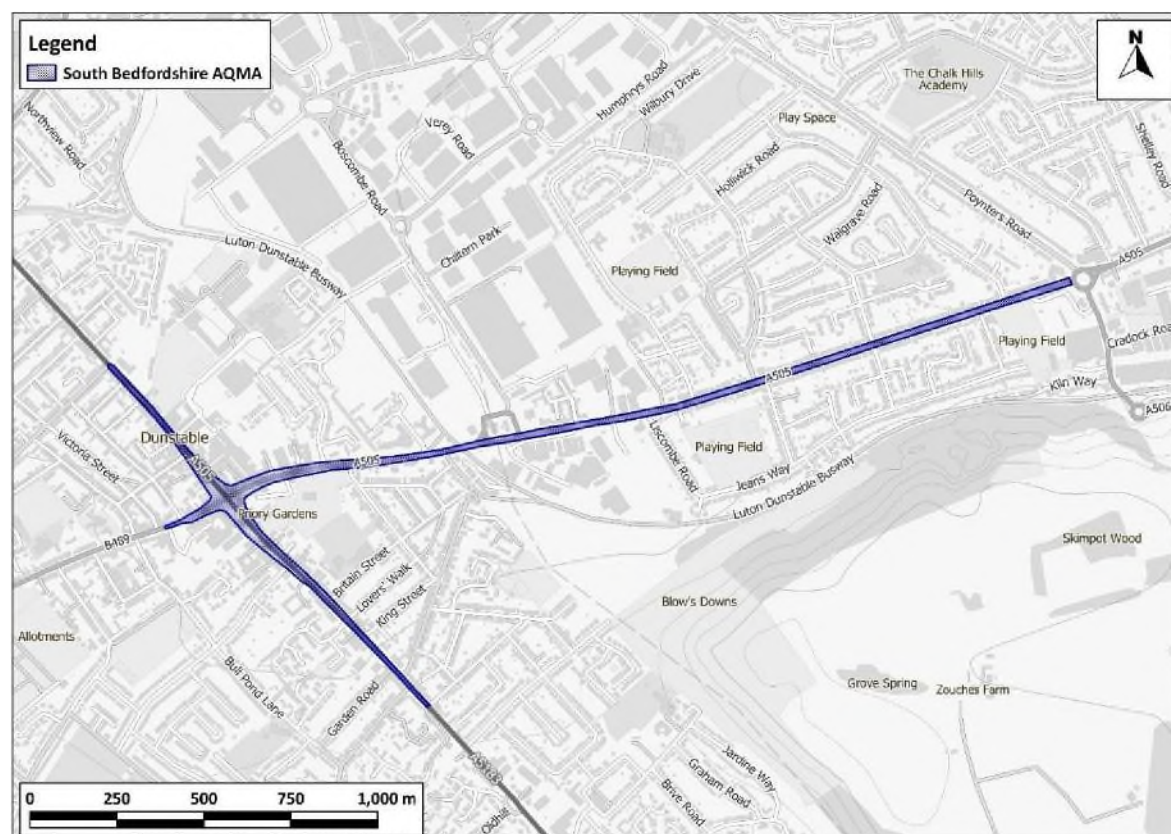 Legend
South Bedfordshire AQMA
N
The Chalk Hills
Academy
Humphrys Road
Wilbury Drive
Northview Road
Verey Road
Play Space
Shelley Road
Boscombe Road
Holliwick Road
Poynters Road
Walgrave Road
Luton Dunstable Busway
Chiltern Park
A505
Playing Field
Playing Field
Cradock Roa
A505
Kiln Way
A506
Dunstable
Victoria Street
A505
A505
Liscombe Road
Playing Field
Jeans Way
Luton Dunstable Busway
Priory Gardens
B489
Skimpot Wood
Britain Street
Lovers' Walk
King Street
Blow's Downs
Allotments
Bull Pond Lane
Garden Road
Grove Spring
Zouches Farm
Jardine Way
Graham Road
Brive Road
Oldhill
0 250 500 750 1,000 m